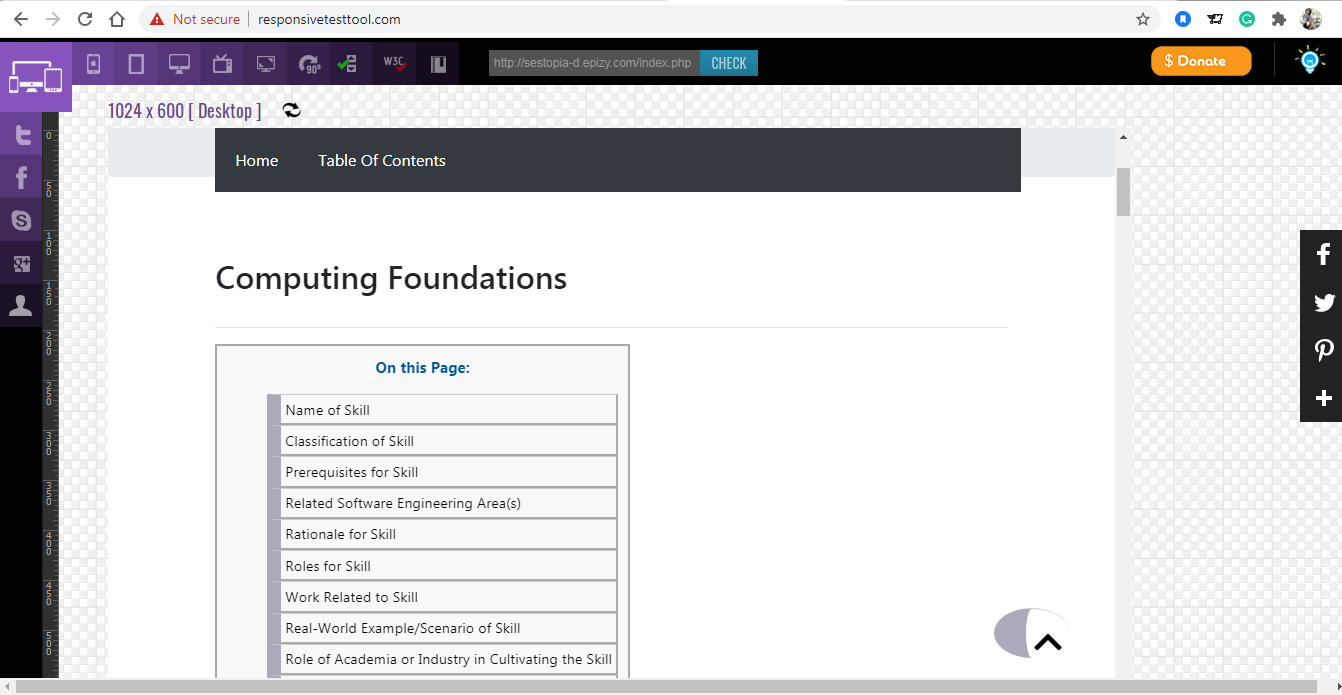 Not secure
responsivetesttool.com
90°
W3C
http://sestopia-d.epizy.com/index.php
CHECK
$ Donate
1024 x 600 [ Desktop ]
Home
Table Of Contents
Computing Foundations
On this Page:
Name of Skill
Classification of Skill
Prerequisites for Skill
Related Software Engineering Area(s)
Rationale for Skill
Roles for Skill
Work Related to Skill
Real-World Example/Scenario of Skill
Role of Academia or Industry in Cultivating the Skill
0
50
100
150
200
250
300
350
400
450
500